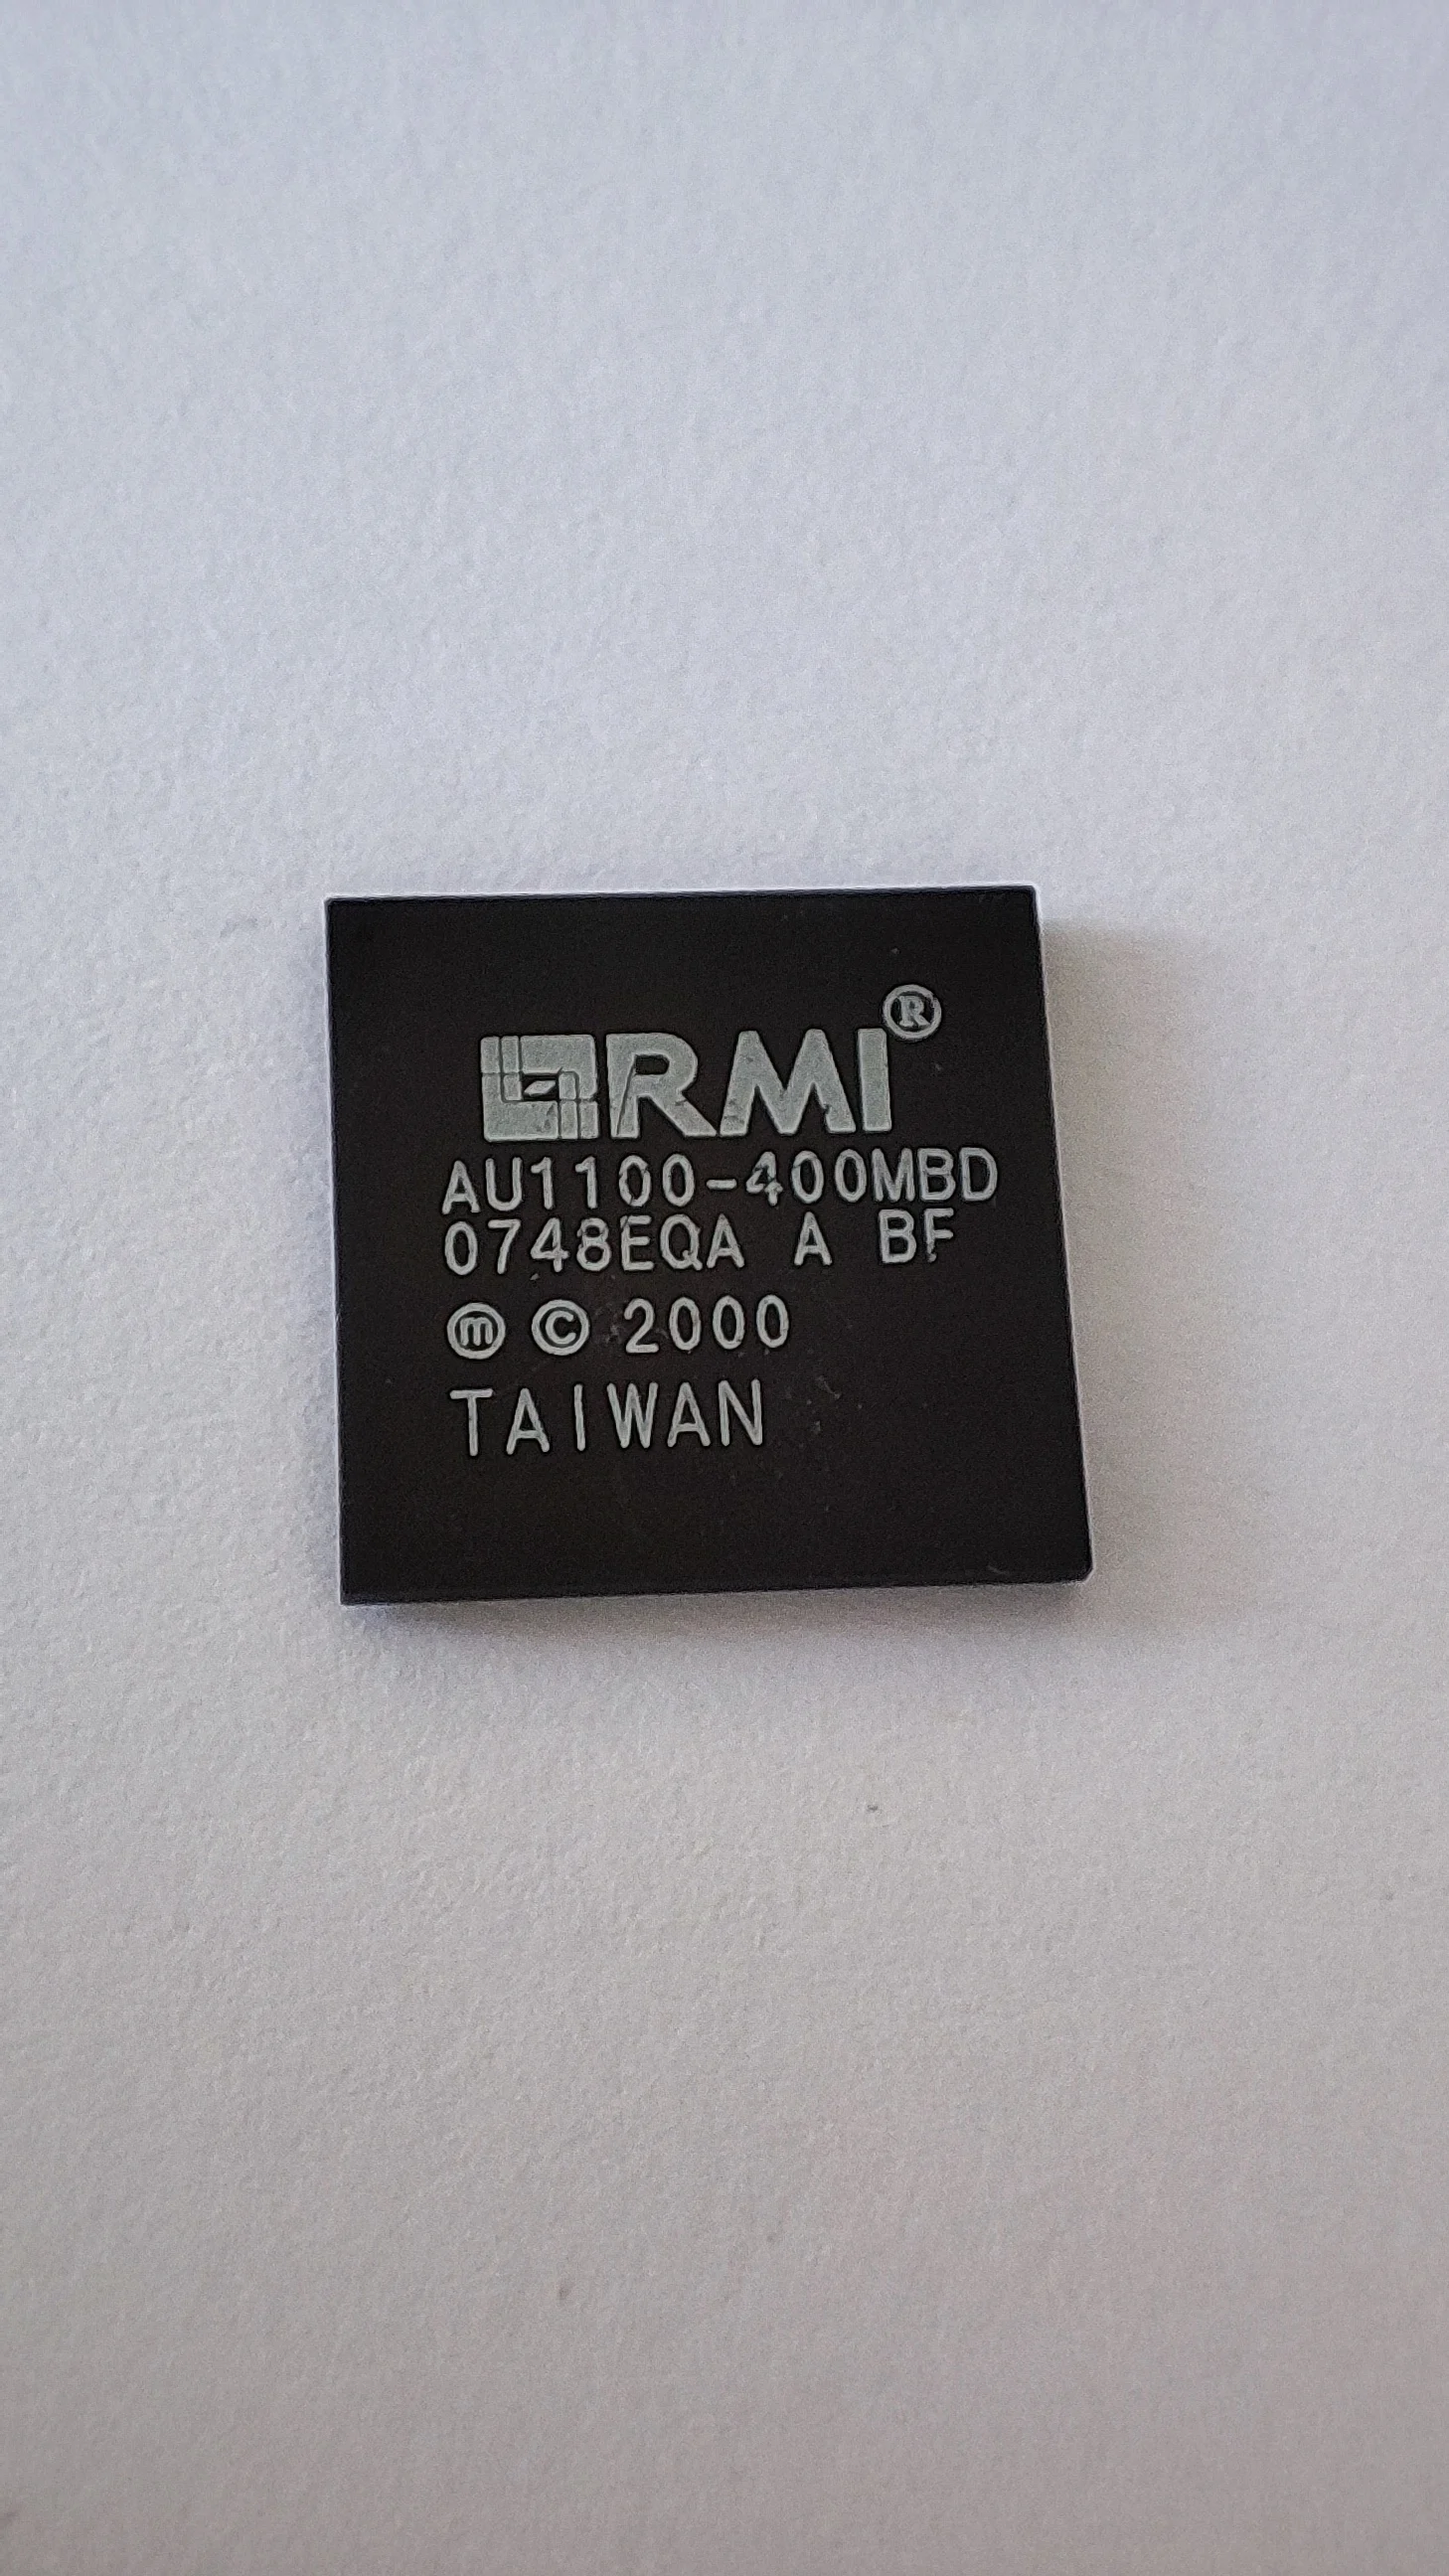 RMI®
AU1100-400MBD
0748EQA A BF
ⓜ © 2000
TAIWAN